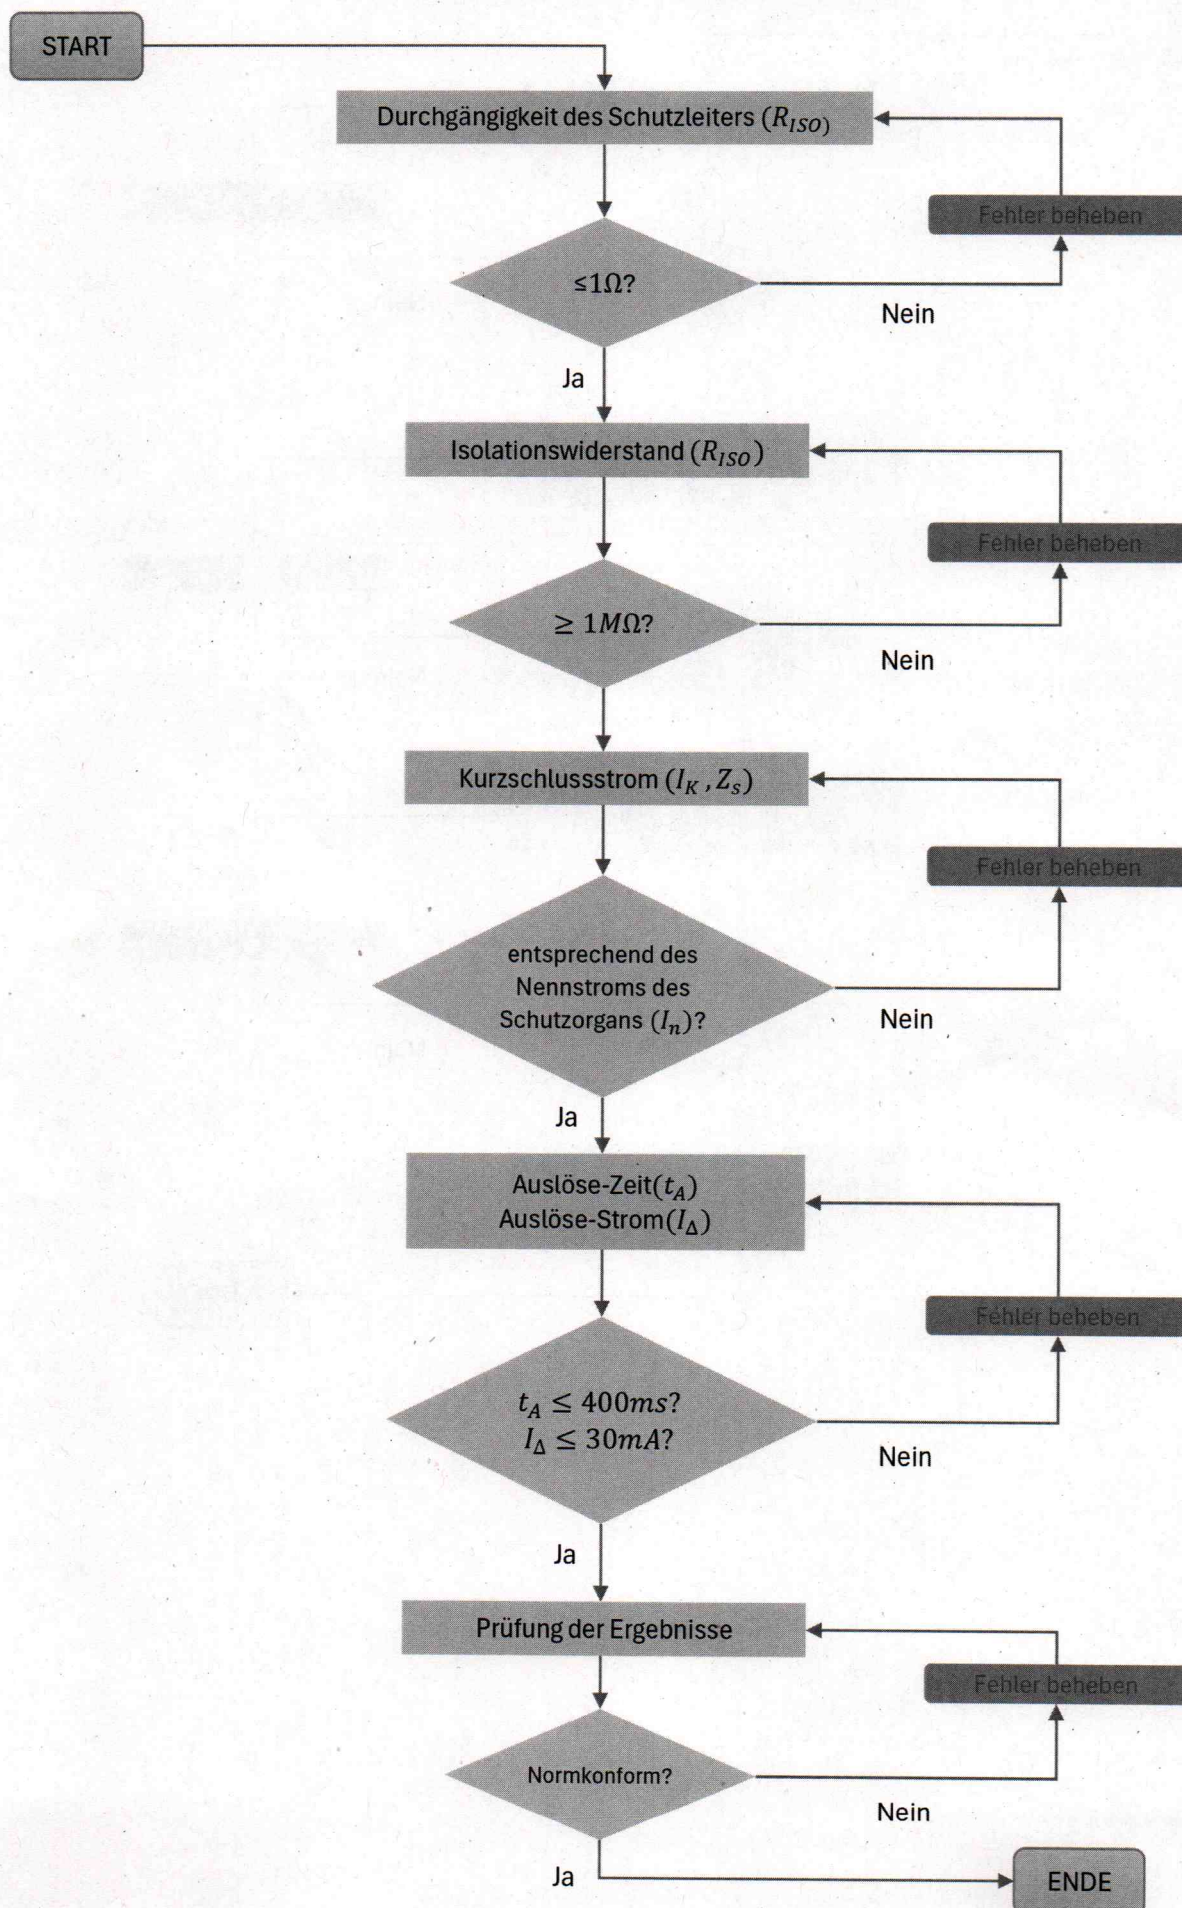 START
Durchgängigkeit des Schutzleiters (R_ISO)
Fehler beheben
≤1Ω?
Nein
Ja
Isolationswiderstand (R_ISO)
Fehler beheben
≥ 1MΩ?
Nein
Kurzschlussstrom (I_K , Z_s)
Fehler beheben
entsprechend des
Nennstroms des
Schutzorgans (I_n)?
Nein
Ja
Auslöse-Zeit(t_A)
Auslöse-Strom(I_Δ)
Fehler beheben
t_A ≤ 400ms?
I_Δ ≤ 30mA?
Nein
Ja
Prüfung der Ergebnisse
Fehler beheben
Normkonform?
Nein
Ja
ENDE